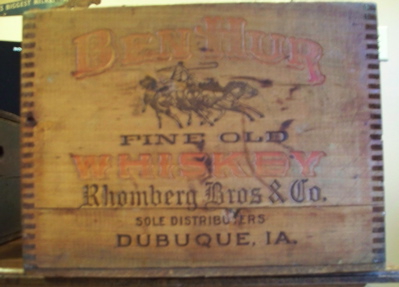 BEN-HUR
FINE OLD
WHISKEY
Rhomberg Bros & Co.
SOLE DISTRIBUTERS
DUBUQUE, IA.